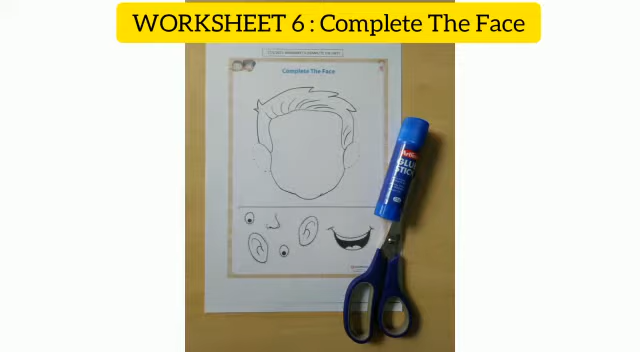 WORKSHEET 6 : Complete The Face
Complete The Face
GLUE
STICK